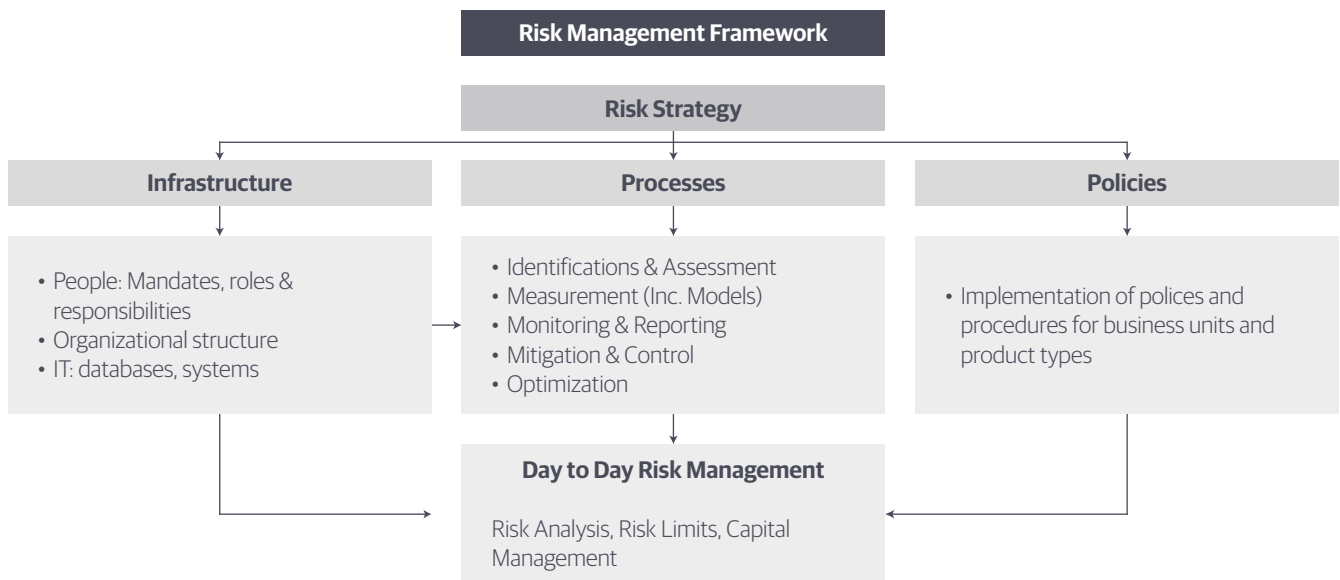 Risk Management Framework
Risk Strategy
Infrastructure
Processes
Policies
• People: Mandates, roles &
responsibilities
• Organizational structure
• IT: databases, systems
• Identifications & Assessment
• Measurement (Inc. Models)
• Monitoring & Reporting
• Mitigation & Control
• Optimization
• Implementation of polices and
procedures for business units and
product types
Day to Day Risk Management
Risk Analysis, Risk Limits, Capital
Management